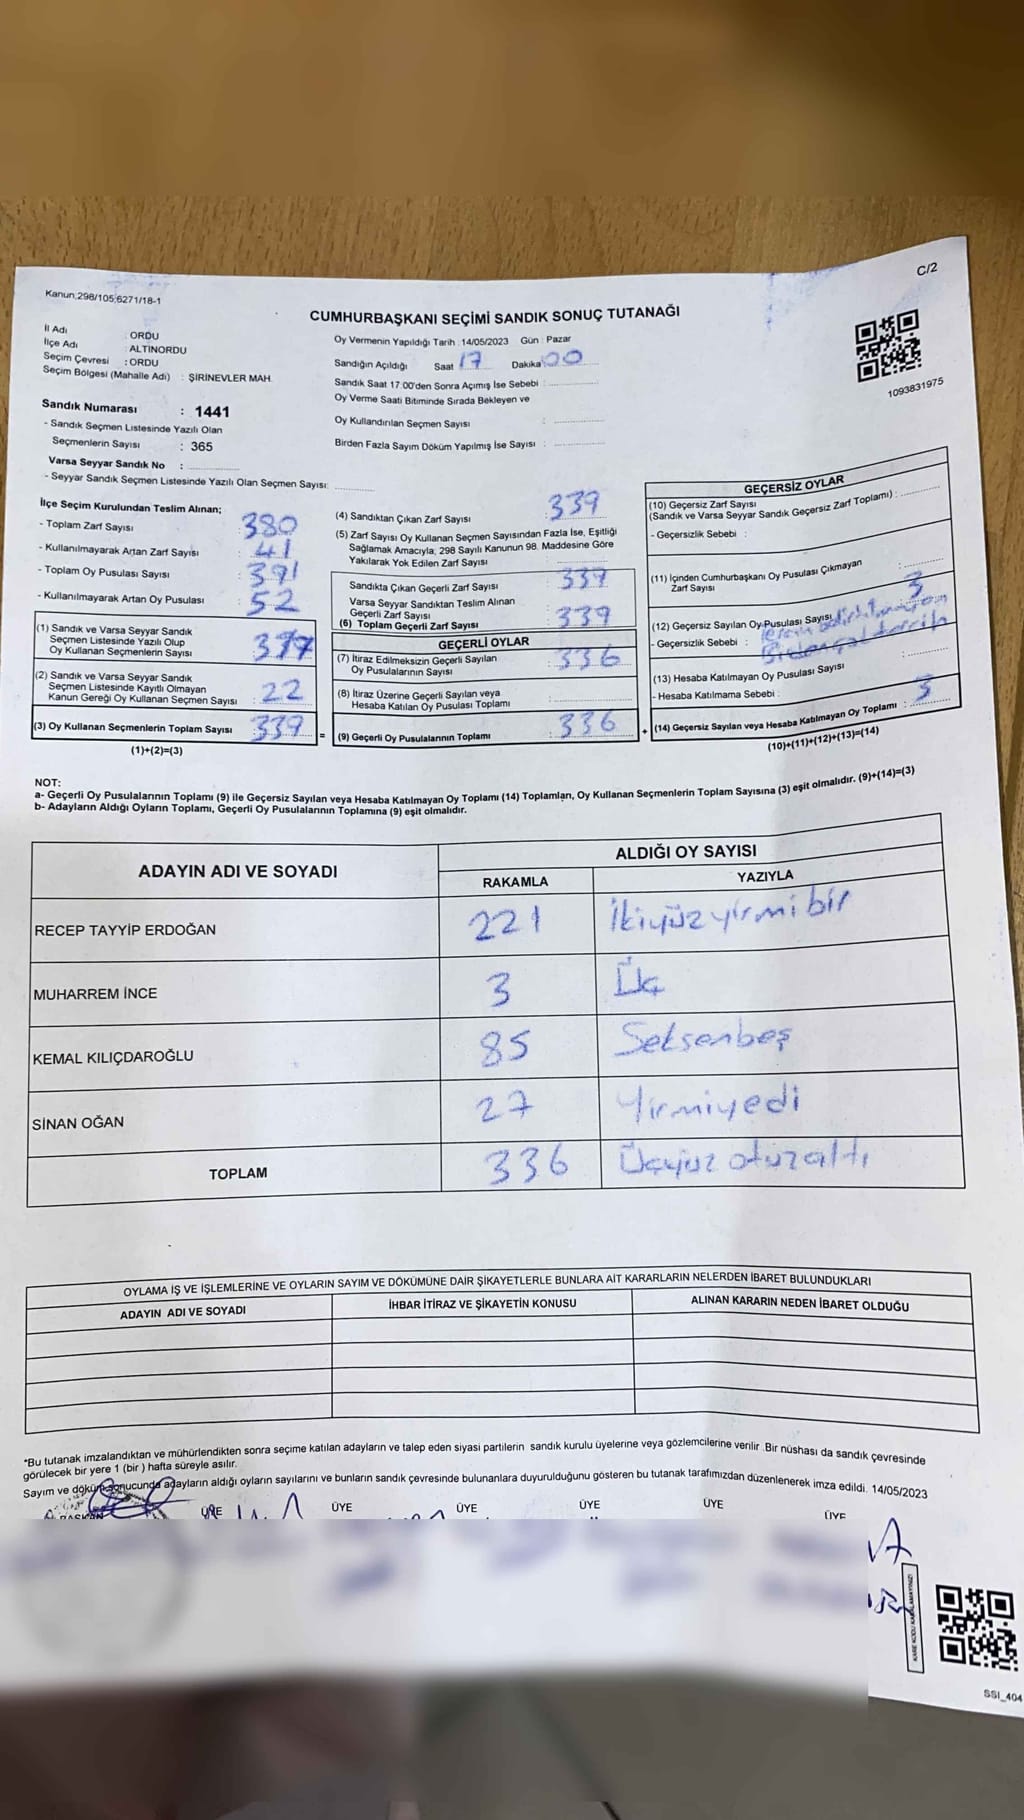 Kanun,298/105;6271/18-1
C/2
CUMHURBAŞKANI SEÇİMİ SANDIK SONUÇ TUTANAĞI
İl Adı : ORDU
İlçe Adı : ALTINORDU
Seçim Çevresi : ORDU
Seçim Bölgesi (Mahalle Adı) : ŞİRİNEVLER MAH.
Oy Vermenin Yapıldığı Tarih : 14/05/2023 Gün : Pazar
Sandığın Açıldığı Saat 17 Dakika 00
Sandık Saat 17:00'den Sonra Açımış İse Sebebi :
Oy Verme Saati Bitiminde Sırada Bekleyen ve
Oy Kullandırılan Seçmen Sayısı :
Birden Fazla Sayım Döküm Yapılmış İse Sayısı :
1093831975
Sandık Numarası : 1441
- Sandık Seçmen Listesinde Yazılı Olan
Seçmenlerin Sayısı : 365
Varsa Seyyar Sandık No :
- Seyyar Sandık Seçmen Listesinde Yazılı Olan Seçmen Sayısı:
İlçe Seçim Kurulundan Teslim Alınan;
- Toplam Zarf Sayısı : 380
- Kullanılmayarak Artan Zarf Sayısı : 41
- Toplam Oy Pusulası Sayısı : 391
- Kullanılmayarak Artan Oy Pusulası : 52
(1) Sandık ve Varsa Seyyar Sandık
Seçmen Listesinde Yazılı Olup
Oy Kullanan Seçmenlerin Sayısı
(2) Sandık ve Varsa Seyyar Sandık
Seçmen Listesinde Kayıtlı Olmayan
Kanun Gereği Oy Kullanan Seçmen Sayısı : 22
(3) Oy Kullanan Seçmenlerin Toplam Sayısı : 339
(1)+(2)=(3)
(4) Sandıktan Çıkan Zarf Sayısı : 339
(5) Zarf Sayısı Oy Kullanan Seçmen Sayısından Fazla İse, Eşitliği
Sağlamak Amacıyla, 298 Sayılı Kanunun 98. Maddesine Göre
Yakılarak Yok Edilen Zarf Sayısı :
Sandıkta Çıkan Geçerli Zarf Sayısı : 339
Varsa Seyyar Sandıktan Teslim Alınan
Geçerli Zarf Sayısı :
(6) Toplam Geçerli Zarf Sayısı : 339
GEÇERLİ OYLAR
(7) İtiraz Edilmeksizin Geçerli Sayılan
Oy Pusulalarının Sayısı : 336
(8) İtiraz Üzerine Geçerli Sayılan veya
Hesaba Katılan Oy Pusulası Toplamı :
= (9) Geçerli Oy Pusulalarının Toplamı : 336
GEÇERSİZ OYLAR
(10) Geçersiz Zarf Sayısı
(Sandık ve Varsa Seyyar Sandık Geçersiz Zarf Toplamı) :
- Geçersizlik Sebebi :
(11) İçinden Cumhurbaşkanı Oy Pusulası Çıkmayan
Zarf Sayısı :
(12) Geçersiz Sayılan Oy Pusulası Sayısı : 3
- Geçersizlik Sebebi :
(13) Hesaba Katılmayan Oy Pusulası Sayısı :
- Hesaba Katılmama Sebebi :
+ (14) Geçersiz Sayılan veya Hesaba Katılmayan Oy Toplamı : 3
(10)+(11)+(12)+(13)=(14)
NOT:
a- Geçerli Oy Pusulalarının Toplamı (9) ile Geçersiz Sayılan veya Hesaba Katılmayan Oy Toplamı (14) Toplamları, Oy Kullanan Seçmenlerin Toplam Sayısına (3) eşit olmalıdır. (9)+(14)=(3)
b- Adayların Aldığı Oyların Toplamı, Geçerli Oy Pusulalarının Toplamına (9) eşit olmalıdır.
ADAYIN ADI VE SOYADI
ALDIĞI OY SAYISI
RAKAMLA YAZIYLA
RECEP TAYYİP ERDOĞAN 221 İkiyüzyirmibir
MUHARREM İNCE 3 Üç
KEMAL KILIÇDAROĞLU 85 Seksenbeş
SİNAN OĞAN 27 Yirmiyedi
TOPLAM 336 Üçyüz otuzaltı
OYLAMA İŞ VE İŞLEMLERİNE VE OYLARIN SAYIM VE DÖKÜMÜNE DAİR ŞİKAYETLERLE BUNLARA AİT KARARLARIN NELERDEN İBARET BULUNDUKLARI
ADAYIN ADI VE SOYADI İHBAR İTİRAZ VE ŞİKAYETİN KONUSU ALINAN KARARIN NEDEN İBARET OLDUĞU
*Bu tutanak imzalandıktan ve mühürlendikten sonra seçime katılan adayların ve talep eden siyasi partilerin sandık kurulu üyelerine veya gözlemcilerine verilir .Bir nüshası da sandık çevresinde
görülecek bir yere 1 (bir ) hafta süreyle asılır.
Sayım ve döküm sonucunda adayların aldığı oyların sayılarını ve bunların sandık çevresinde bulunanlara duyurulduğunu gösteren bu tutanak tarafımızdan düzenlenerek imza edildi. 14/05/2023
BAŞKAN ÜYE ÜYE ÜYE ÜYE ÜYE ÜYE
SSI_404